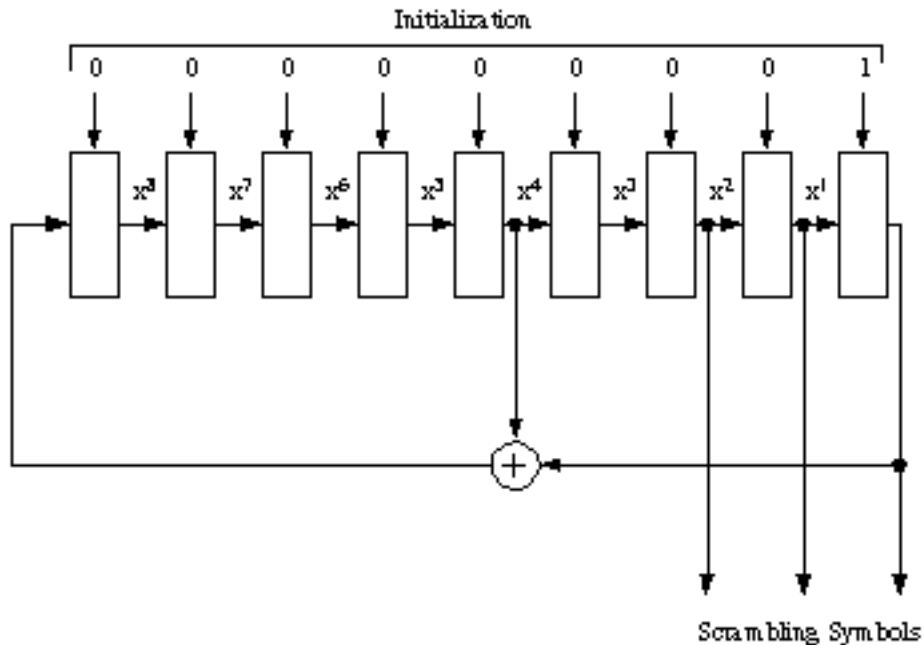 Initialization
0 0 0 0 0 0 0 0 1
x⁸ x⁷ x⁶ x⁵ x⁴ x³ x² x¹
+
Scrambling Symbols